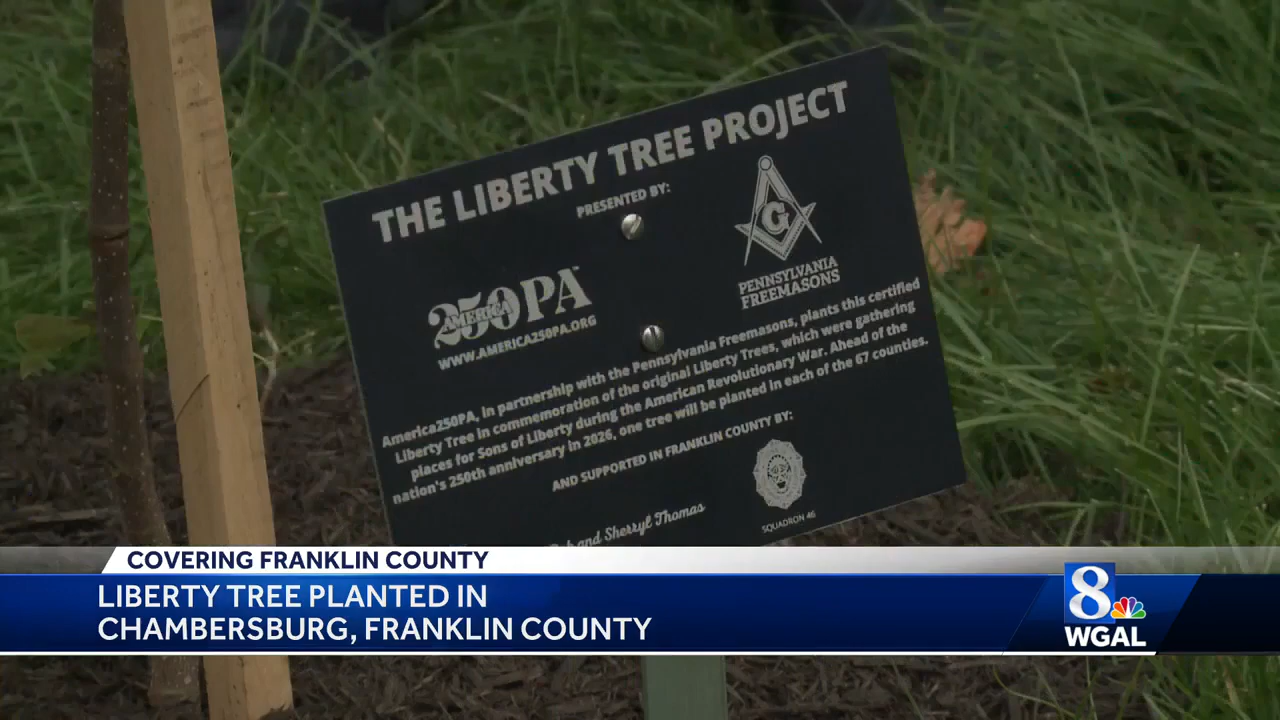 THE LIBERTY TREE PROJECT
PRESENTED BY:
G
250PA
AMERICA
WWW.AMERICA250PA.ORG
PENNSYLVANIA
FREEMASONS
America250PA, in partnership with the Pennsylvania Freemasons, plants this certified
Liberty Tree in commemoration of the original Liberty Trees, which were gathering
places for Sons of Liberty during the American Revolutionary War. Ahead of the
nation's 250th anniversary in 2026, one tree will be planted in each of the 67 counties.
AND SUPPORTED IN FRANKLIN COUNTY BY:
and Sherryl Thomas
SQUADRON 46
COVERING FRANKLIN COUNTY
LIBERTY TREE PLANTED IN
CHAMBERSBURG, FRANKLIN COUNTY
8
WGAL